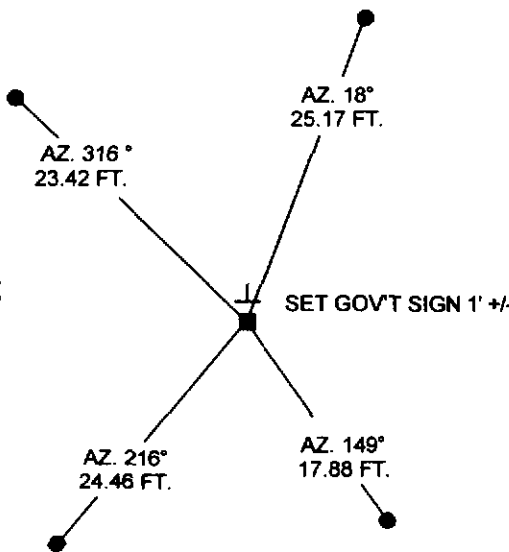 AZ. 18°
25.17 FT.
AZ. 316 °
23.42 FT.
SET GOV'T SIGN 1' +/-
AZ. 216°
24.46 FT.
AZ. 149°
17.88 FT.